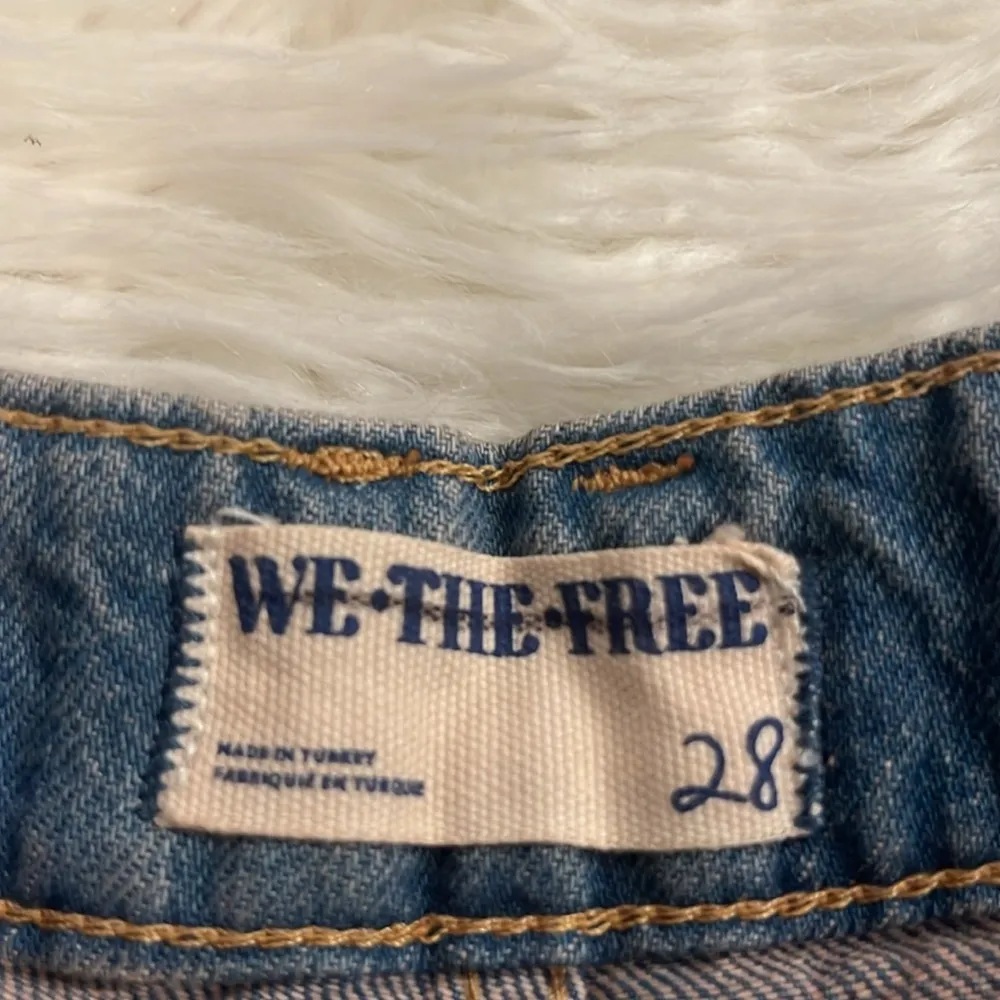 WE•THE•FREE
MADE IN TURKEY
FABRIQUÉ EN TURQUIE
28